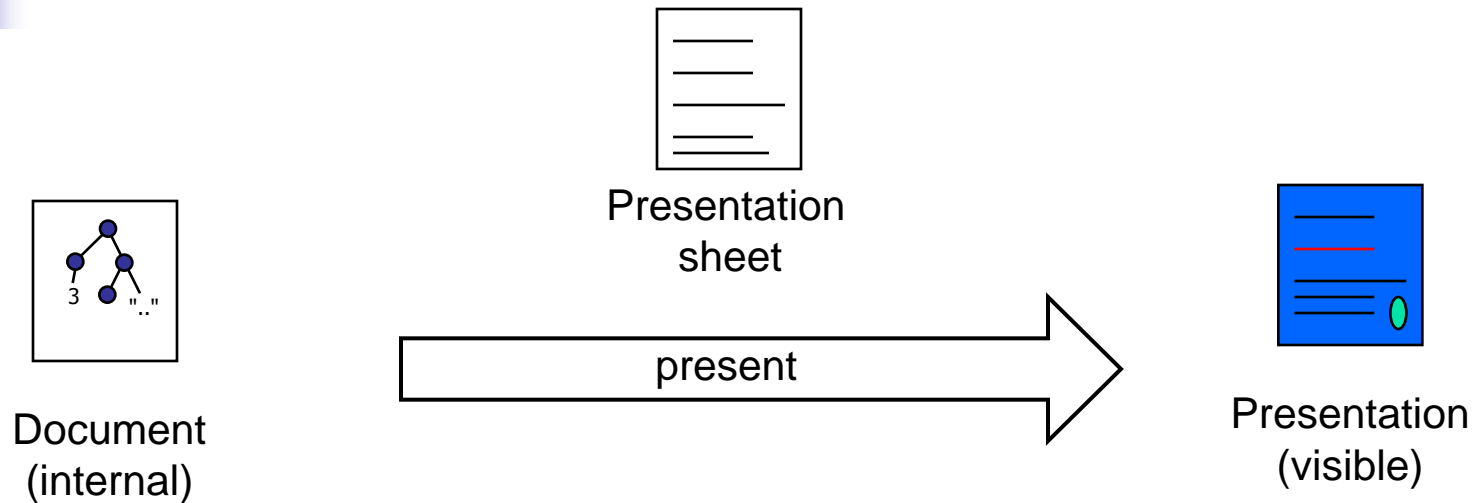 Presentation
sheet
3
".."
Document
(internal)
present
Presentation
(visible)